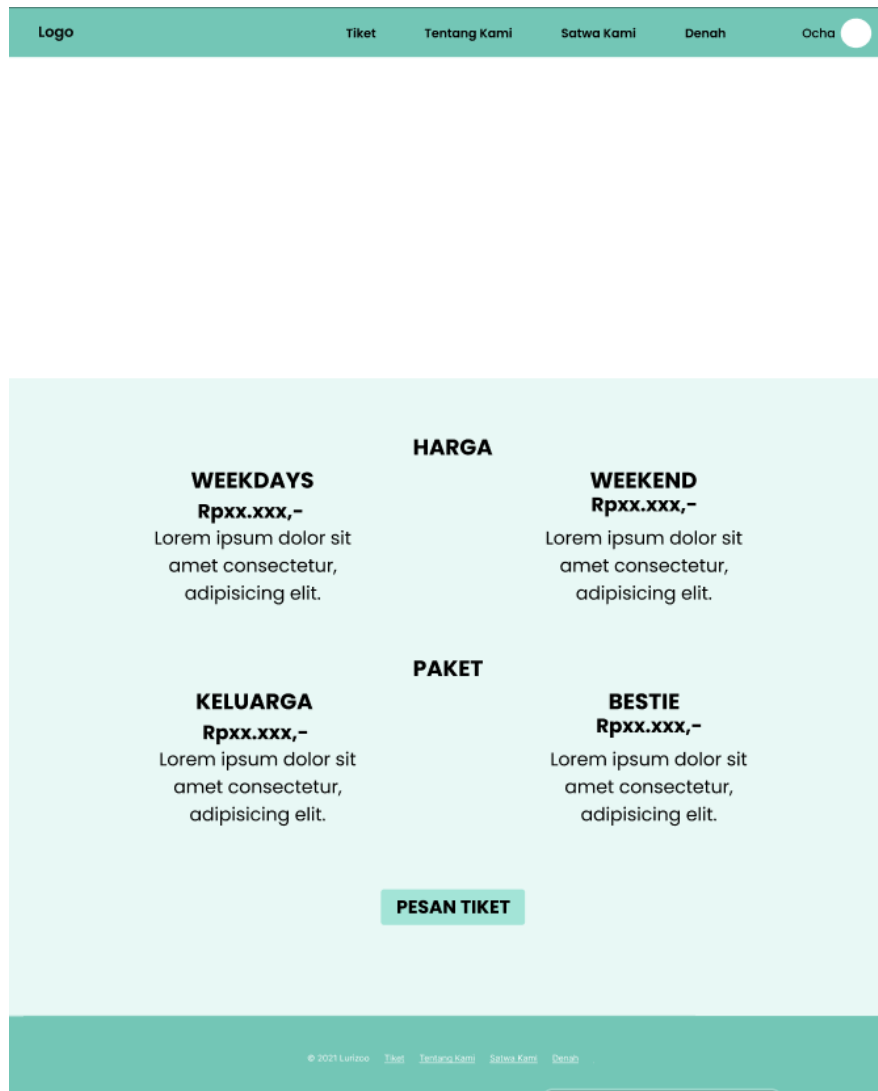 Logo
Tiket
Tentang Kami
Satwa Kami
Denah
Ocha
HARGA
WEEKDAYS
Rpxx.xxx,-
Lorem ipsum dolor sit
amet consectetur,
adipisicing elit.
WEEKEND
Rpxx.xxx,-
Lorem ipsum dolor sit
amet consectetur,
adipisicing elit.
PAKET
KELUARGA
Rpxx.xxx,-
Lorem ipsum dolor sit
amet consectetur,
adipisicing elit.
BESTIE
Rpxx.xxx,-
Lorem ipsum dolor sit
amet consectetur,
adipisicing elit.
PESAN TIKET
© 2021 Lurizoo Tiket Tentang Kami Satwa Kami Denah